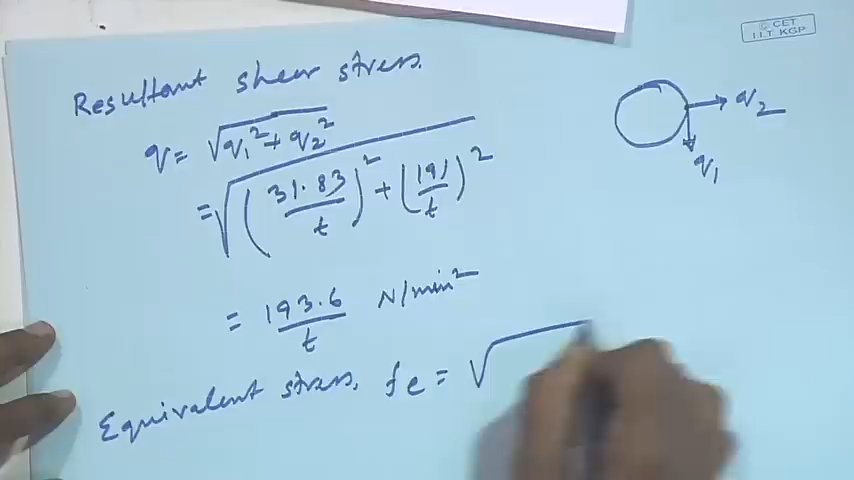 © CET
I.I.T. KGP
Resultant shear stress.
q = √(q₁² + q₂²)
= √((31.83/t)² + (191/t)²)
= 193.6/t N/mm²
Equivalent stress, fe = √
q₂
q₁